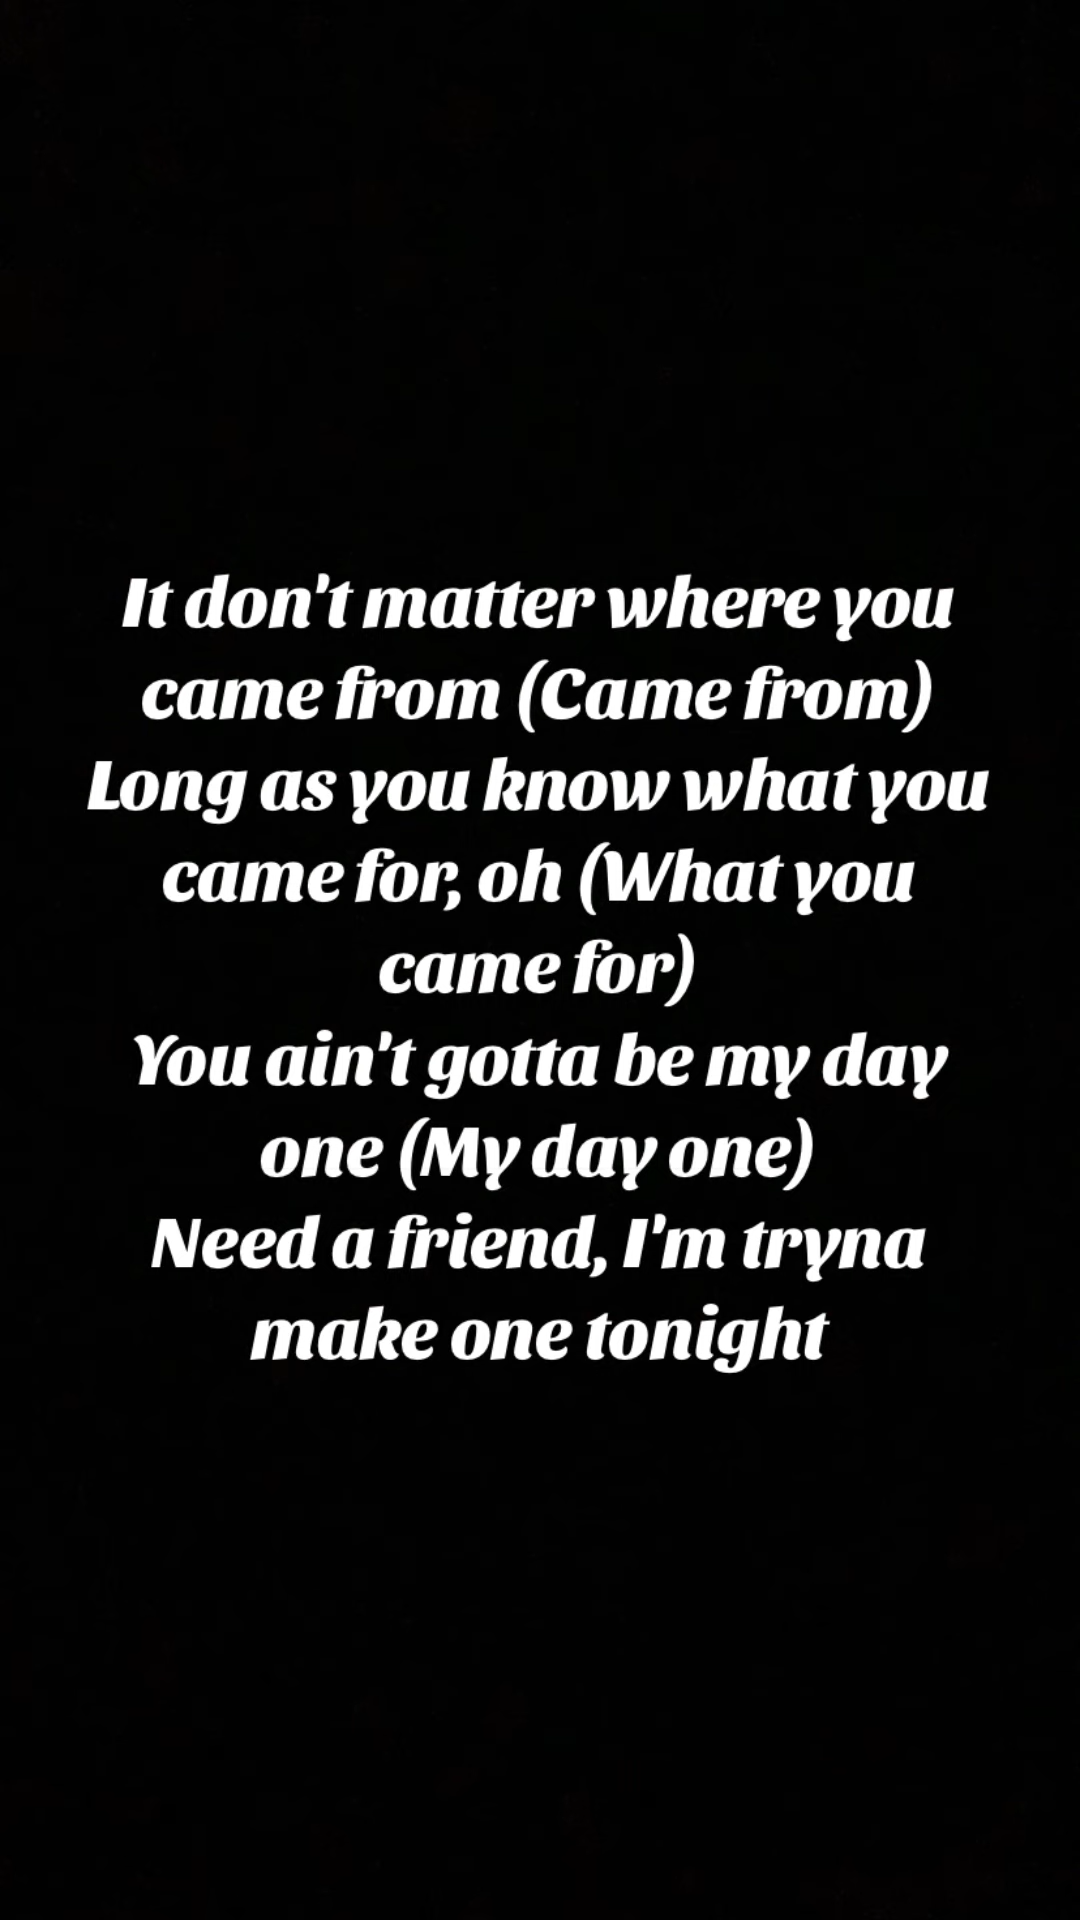 It don't matter where you
came from (Came from)
Long as you know what you
came for, oh (What you
came for)
You ain't gotta be my day
one (My day one)
Need a friend, I'm tryna
make one tonight